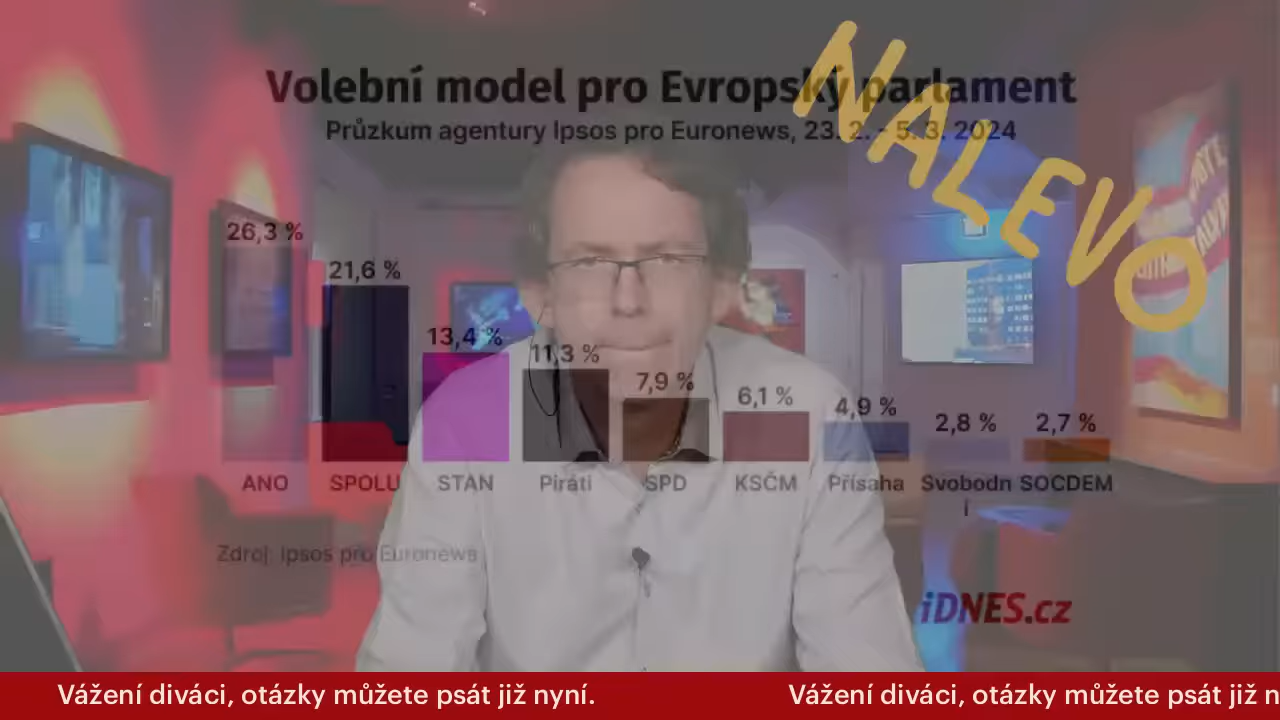 NALEVO
Volební model pro Evropský parlament
Průzkum agentury Ipsos pro Euronews, 23. 2. - 5. 3. 2024
26,3 %
21,6 %
13,4 %
11,3 %
7,9 %
6,1 %
4,9 %
2,8 %
2,7 %
ANO
SPOLU
STAN
Piráti
SPD
KSČM
Přísaha
Svobodn
í
SOCDEM
Zdroj: Ipsos pro Euronews
iDNES.cz
Vážení diváci, otázky můžete psát již nyní.
Vážení diváci, otázky můžete psát již n